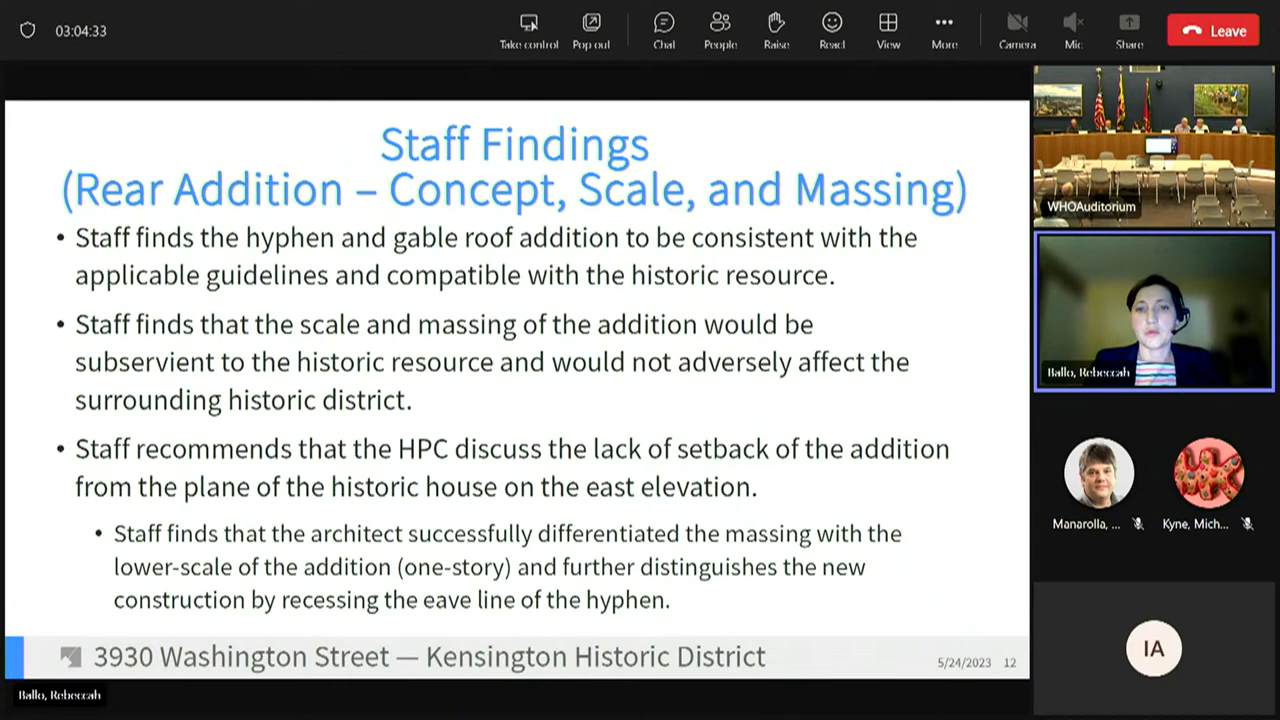 03:04:33
Take control
Pop out
Chat
People
Raise
React
View
More
Camera
Mic
Share
Leave
Staff Findings
(Rear Addition – Concept, Scale, and Massing)
• Staff finds the hyphen and gable roof addition to be consistent with the
applicable guidelines and compatible with the historic resource.
• Staff finds that the scale and massing of the addition would be
subservient to the historic resource and would not adversely affect the
surrounding historic district.
• Staff recommends that the HPC discuss the lack of setback of the addition
from the plane of the historic house on the east elevation.
• Staff finds that the architect successfully differentiated the massing with the
lower-scale of the addition (one-story) and further distinguishes the new
construction by recessing the eave line of the hyphen.
3930 Washington Street — Kensington Historic District
5/24/2023 12
Ballo, Rebeccah
WHOAuditorium
Ballo, Rebeccah
Manarolla, ...
Kyne, Mich...
IA